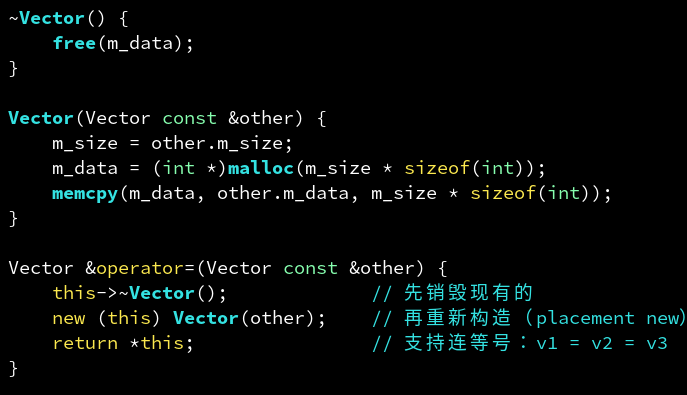 ~Vector() {
    free(m_data);
}

Vector(Vector const &other) {
    m_size = other.m_size;
    m_data = (int *)malloc(m_size * sizeof(int));
    memcpy(m_data, other.m_data, m_size * sizeof(int));
}

Vector &operator=(Vector const &other) {
    this->~Vector();             // 先销毁现有的
    new (this) Vector(other);    // 再重新构造（placement new）
    return *this;                // 支持连等号：v1 = v2 = v3
}